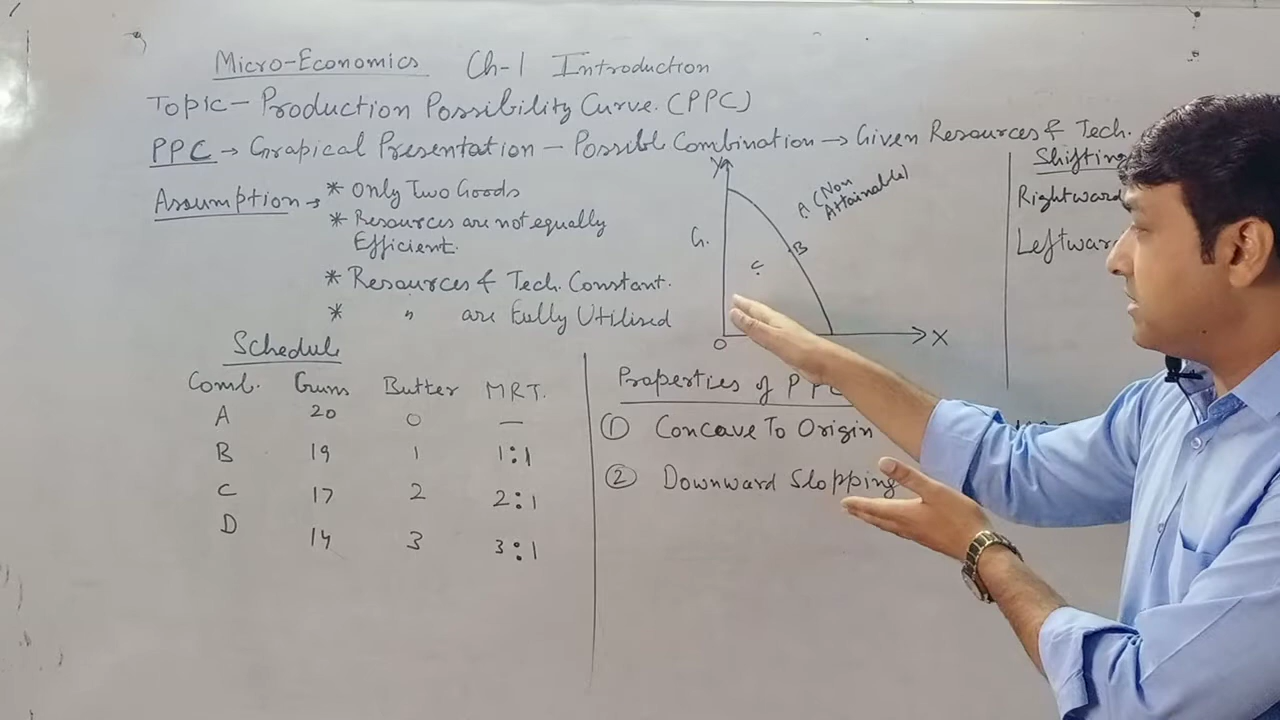 Micro-Economics Ch-1 Introduction
Topic - Production Possibility Curve. (PPC)
PPC → Grapical Presentation - Possible Combination → Given Resources & Tech.
Assumption → * Only Two Goods
* Resources are not equally
Efficient.
* Resources & Tech. Constant.
* " are Fully Utilised
Y
G.
A (Non
Attainable)
B
C
O
X
Shifting
Rightward
Leftwar
Schedule
Comb. Guns Butter MRT.
A 20 0 —
B 19 1 1:1
C 17 2 2:1
D 14 3 3:1
Properties of PPC
① Concave To Origin
② Downward Slopping